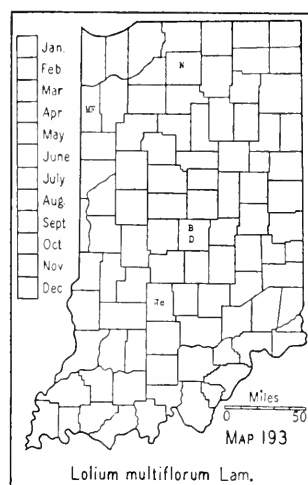 Jan.
Feb
Mar
Apr
May
June
July
Aug.
Sept
Oct
Nov
Dec
N
B
D
Miles
0 50
MAP 193
Lolium multiflorum Lam.